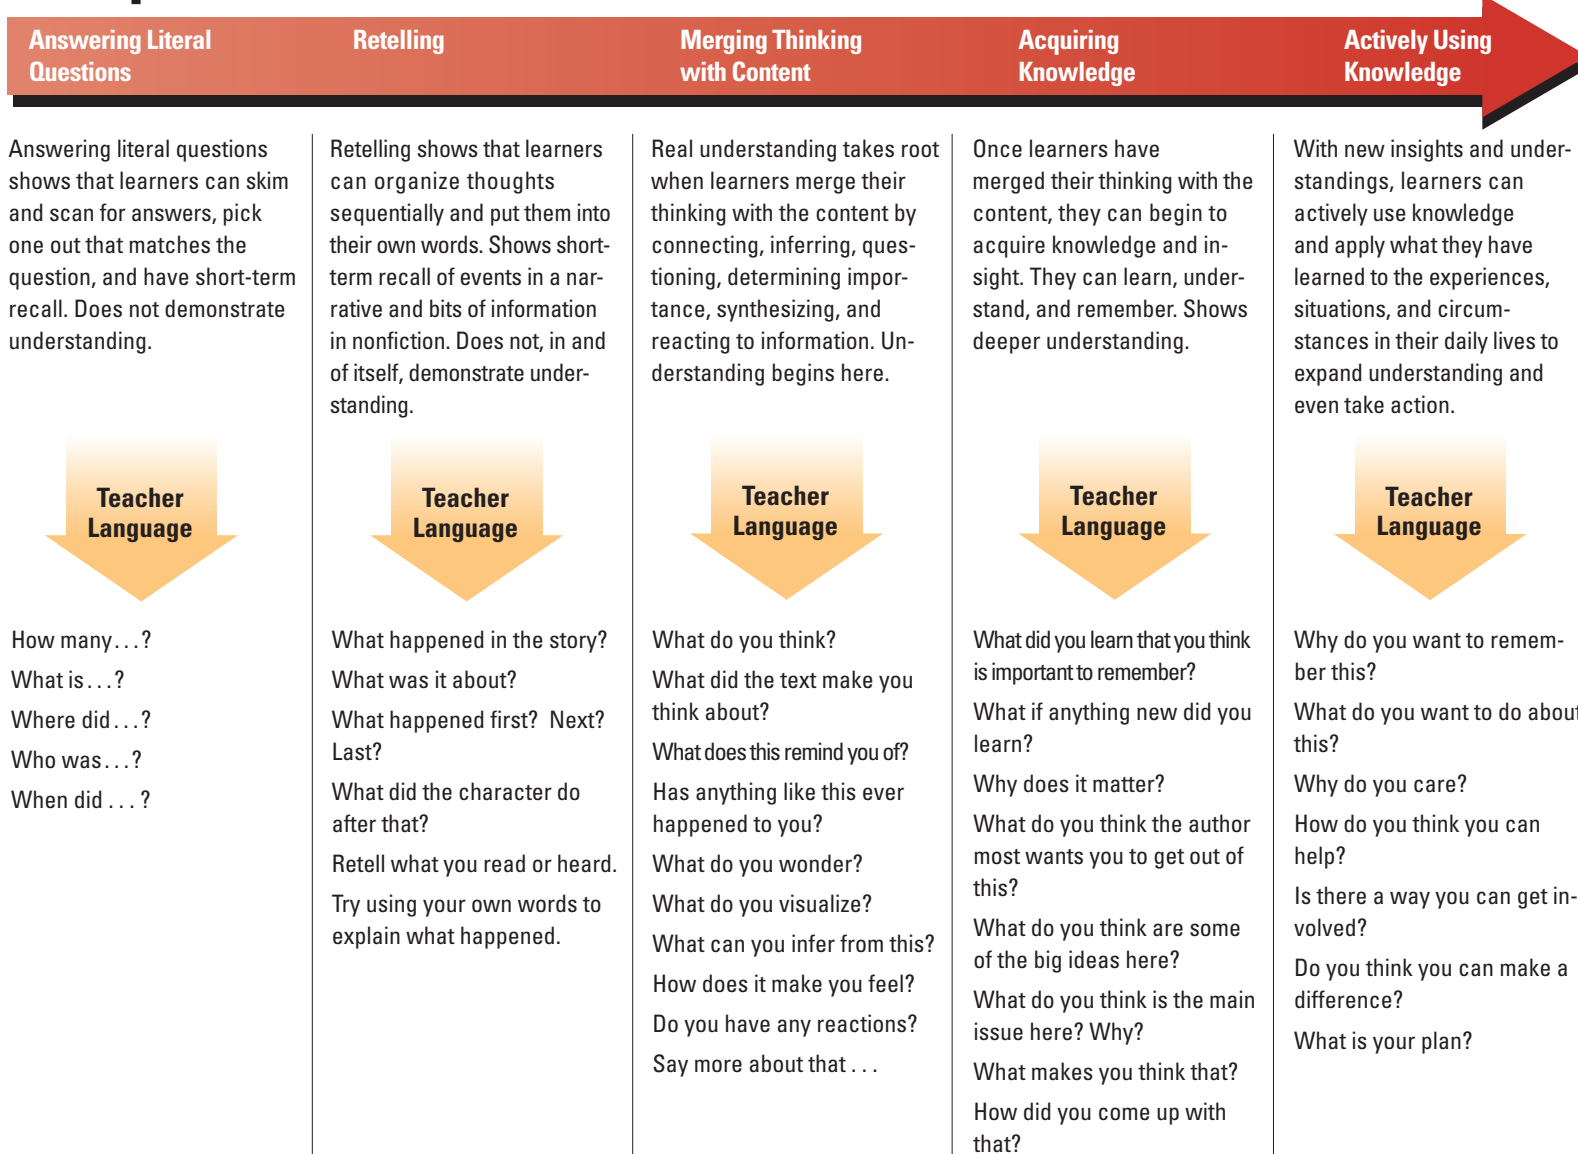 Answering Literal
Questions
Retelling
Merging Thinking
with Content
Acquiring
Knowledge
Actively Using
Knowledge
Answering literal questions
shows that learners can skim
and scan for answers, pick
one out that matches the
question, and have short-term
recall. Does not demonstrate
understanding.
Retelling shows that learners
can organize thoughts
sequentially and put them into
their own words. Shows short-
term recall of events in a nar-
rative and bits of information
in nonfiction. Does not, in and
of itself, demonstrate under-
standing.
Real understanding takes root
when learners merge their
thinking with the content by
connecting, inferring, ques-
tioning, determining impor-
tance, synthesizing, and
reacting to information. Un-
derstanding begins here.
Once learners have
merged their thinking with the
content, they can begin to
acquire knowledge and in-
sight. They can learn, under-
stand, and remember. Shows
deeper understanding.
With new insights and under-
standings, learners can
actively use knowledge
and apply what they have
learned to the experiences,
situations, and circum-
stances in their daily lives to
expand understanding and
even take action.
Teacher
Language
Teacher
Language
Teacher
Language
Teacher
Language
Teacher
Language
How many . . . ?
What is . . . ?
Where did . . . ?
Who was . . . ?
When did . . . ?
What happened in the story?
What was it about?
What happened first? Next?
Last?
What did the character do
after that?
Retell what you read or heard.
Try using your own words to
explain what happened.
What do you think?
What did the text make you
think about?
What does this remind you of?
Has anything like this ever
happened to you?
What do you wonder?
What do you visualize?
What can you infer from this?
How does it make you feel?
Do you have any reactions?
Say more about that . . .
What did you learn that you think
is important to remember?
What if anything new did you
learn?
Why does it matter?
What do you think the author
most wants you to get out of
this?
What do you think are some
of the big ideas here?
What do you think is the main
issue here? Why?
What makes you think that?
How did you come up with
that?
Why do you want to remem-
ber this?
What do you want to do about
this?
Why do you care?
How do you think you can
help?
Is there a way you can get in-
volved?
Do you think you can make a
difference?
What is your plan?